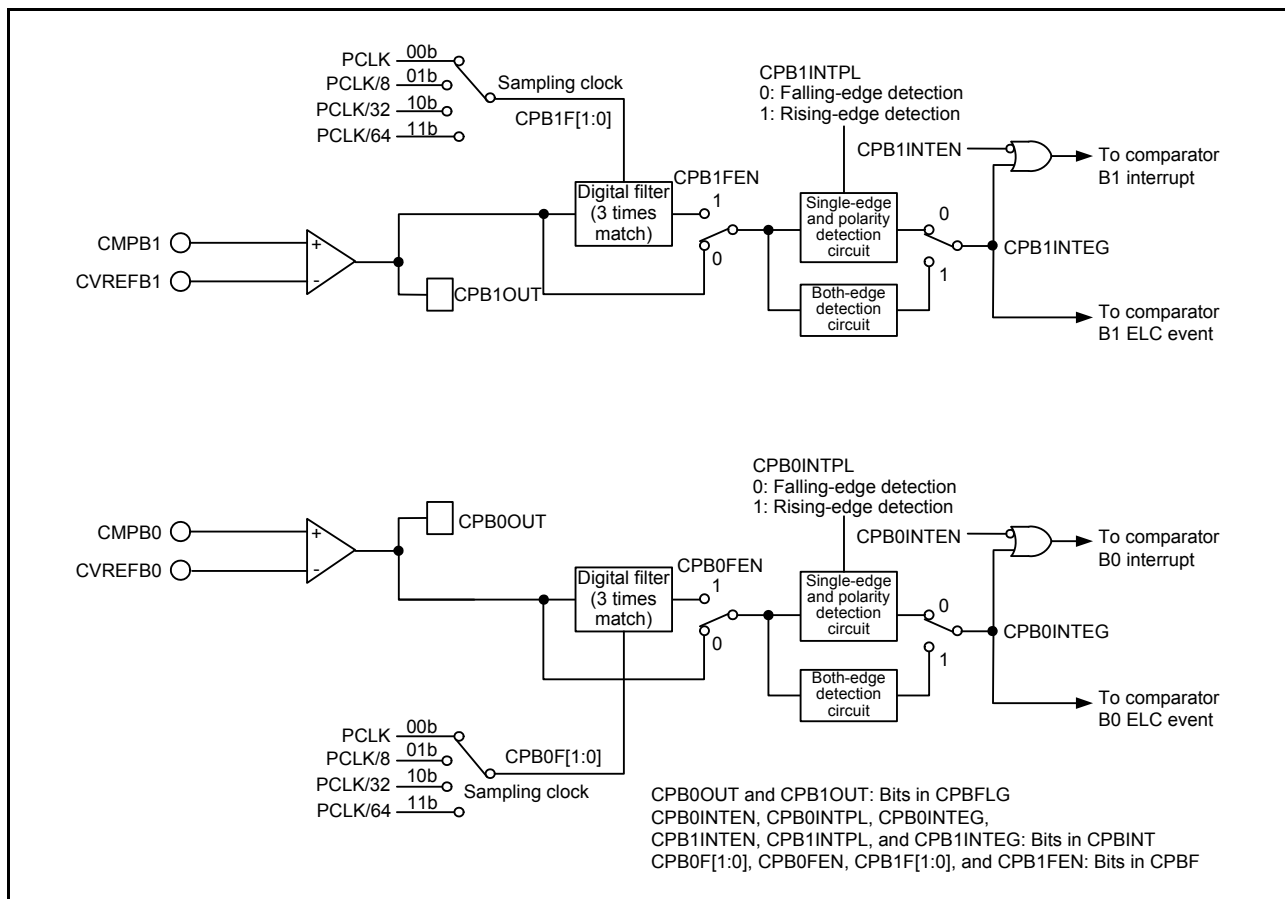 PCLK 00b
PCLK/8 01b
PCLK/32 10b
PCLK/64 11b
Sampling clock
CPB1F[1:0]
CPB1INTPL
0: Falling-edge detection
1: Rising-edge detection
CPB1INTEN
To comparator
B1 interrupt
CMPB1
CVREFB1
+
-
CPB1OUT
Digital filter
(3 times
match)
CPB1FEN
1
0
Single-edge
and polarity
detection
circuit
Both-edge
detection
circuit
0
1
CPB1INTEG
To comparator
B1 ELC event
CPB0INTPL
0: Falling-edge detection
1: Rising-edge detection
CPB0INTEN
To comparator
B0 interrupt
CMPB0
CVREFB0
+
-
CPB0OUT
Digital filter
(3 times
match)
CPB0FEN
1
0
Single-edge
and polarity
detection
circuit
Both-edge
detection
circuit
0
1
CPB0INTEG
To comparator
B0 ELC event
PCLK 00b
PCLK/8 01b
PCLK/32 10b
PCLK/64 11b
CPB0F[1:0]
Sampling clock
CPB0OUT and CPB1OUT: Bits in CPBFLG
CPB0INTEN, CPB0INTPL, CPB0INTEG,
CPB1INTEN, CPB1INTPL, and CPB1INTEG: Bits in CPBINT
CPB0F[1:0], CPB0FEN, CPB1F[1:0], and CPB1FEN: Bits in CPBF